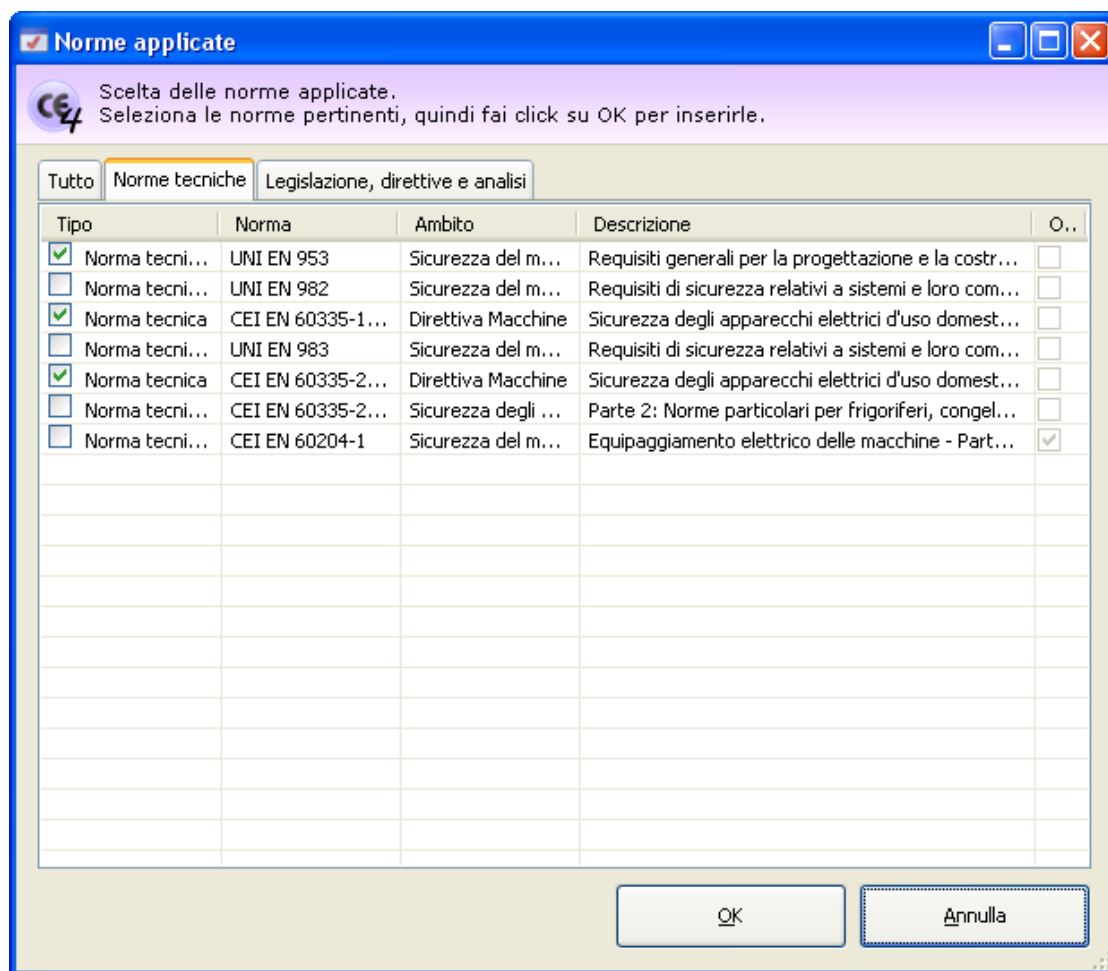 Norme applicate
CE4
Scelta delle norme applicate.
Seleziona le norme pertinenti, quindi fai click su OK per inserirle.
Tutto Norme tecniche Legislazione, direttive e analisi
Tipo Norma Ambito Descrizione O..
Norma tecni... UNI EN 953 Sicurezza del m... Requisiti generali per la progettazione e la costr...
Norma tecni... UNI EN 982 Sicurezza del m... Requisiti di sicurezza relativi a sistemi e loro com...
Norma tecnica CEI EN 60335-1... Direttiva Macchine Sicurezza degli apparecchi elettrici d'uso domest...
Norma tecni... UNI EN 983 Sicurezza del m... Requisiti di sicurezza relativi a sistemi e loro com...
Norma tecnica CEI EN 60335-2... Direttiva Macchine Sicurezza degli apparecchi elettrici d'uso domest...
Norma tecni... CEI EN 60335-2... Sicurezza degli ... Parte 2: Norme particolari per frigoriferi, congel...
Norma tecni... CEI EN 60204-1 Sicurezza del m... Equipaggiamento elettrico delle macchine - Part...
OK Annulla